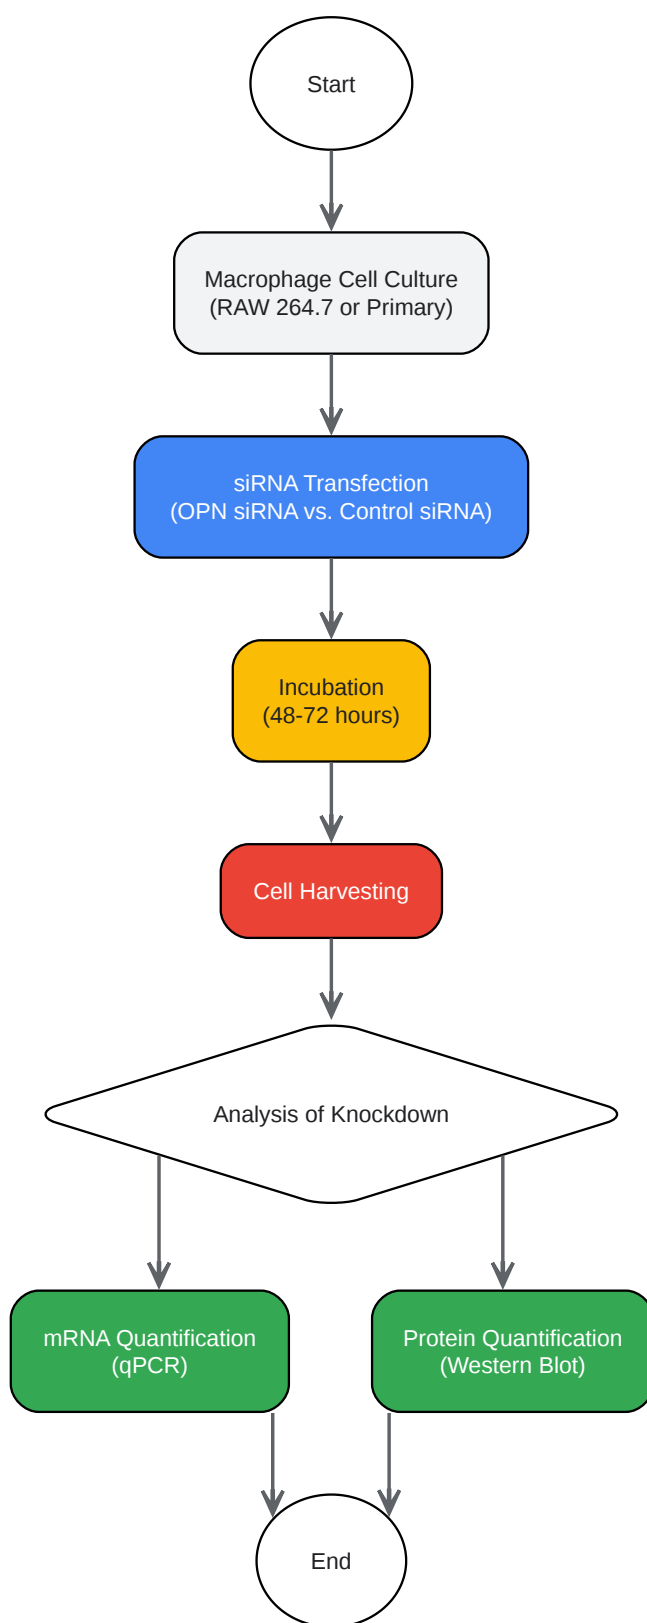 Start
Macrophage Cell Culture
(RAW 264.7 or Primary)
siRNA Transfection
(OPN siRNA vs. Control siRNA)
Incubation
(48-72 hours)
Cell Harvesting
Analysis of Knockdown
mRNA Quantification
(qPCR)
Protein Quantification
(Western Blot)
End